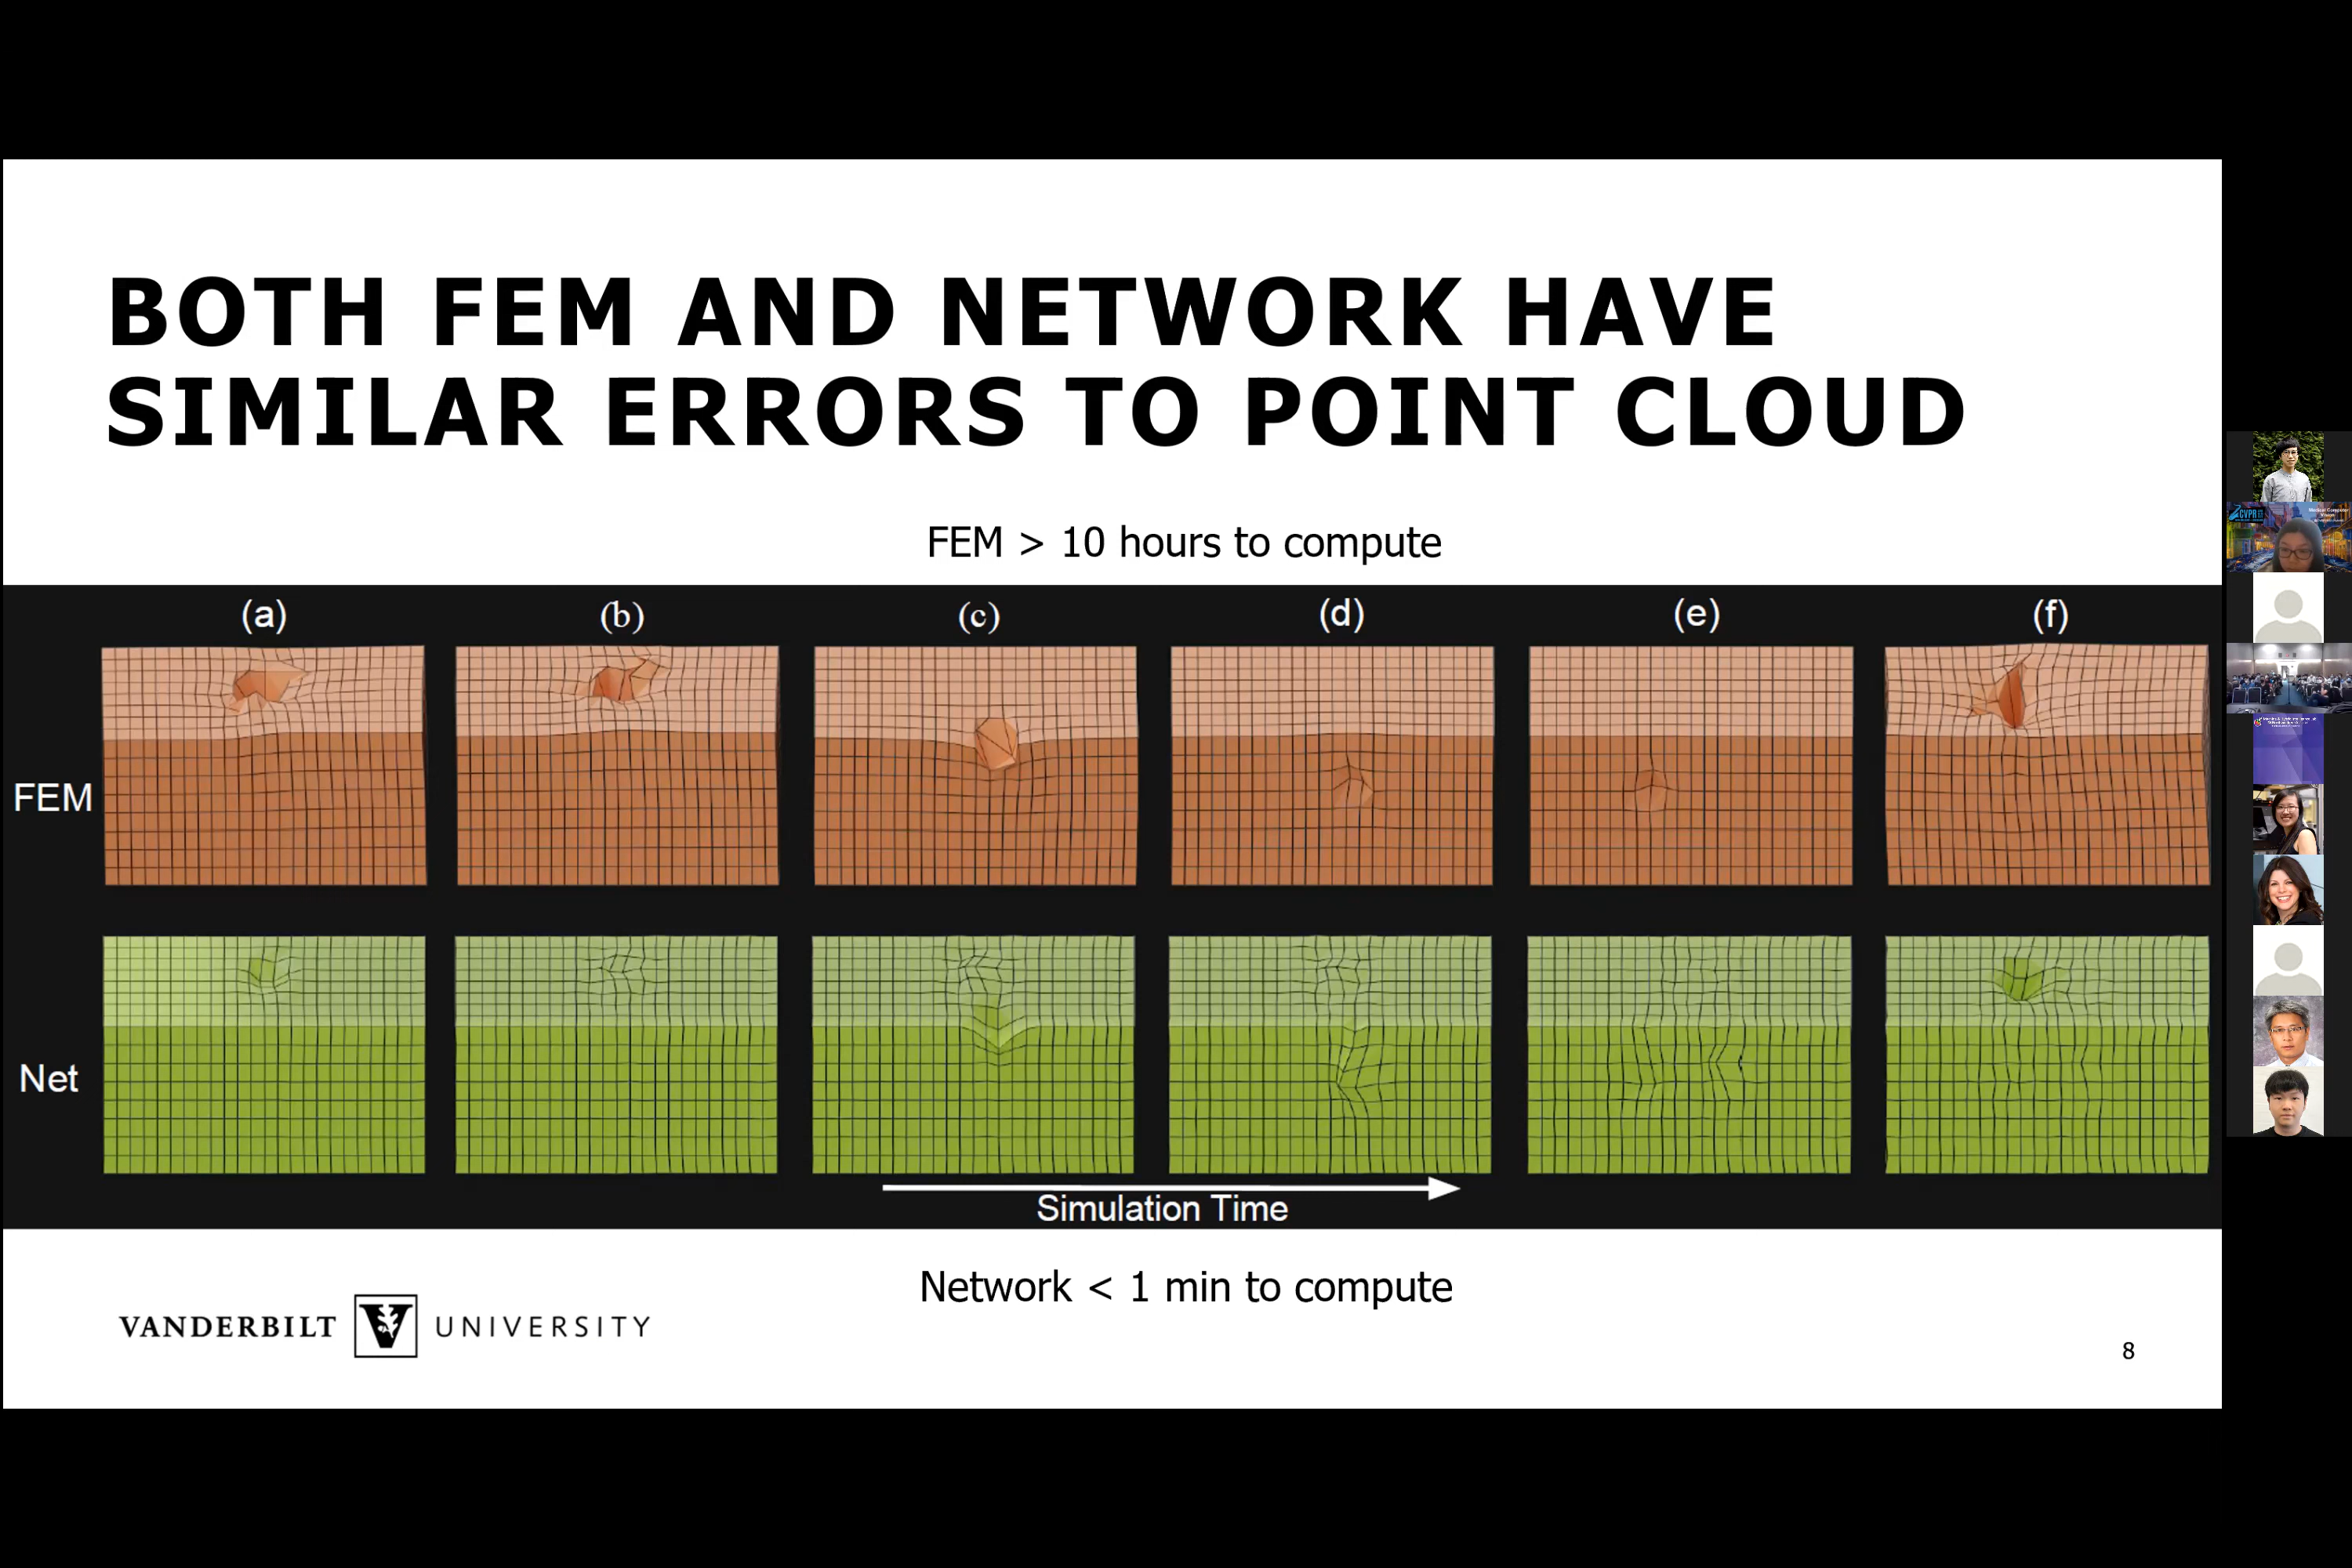 BOTH FEM AND NETWORK HAVE
SIMILAR ERRORS TO POINT CLOUD
FEM > 10 hours to compute
(a) (b) (c) (d) (e) (f)
FEM
Net
Simulation Time
Network < 1 min to compute
VANDERBILT V UNIVERSITY
8
CVPR